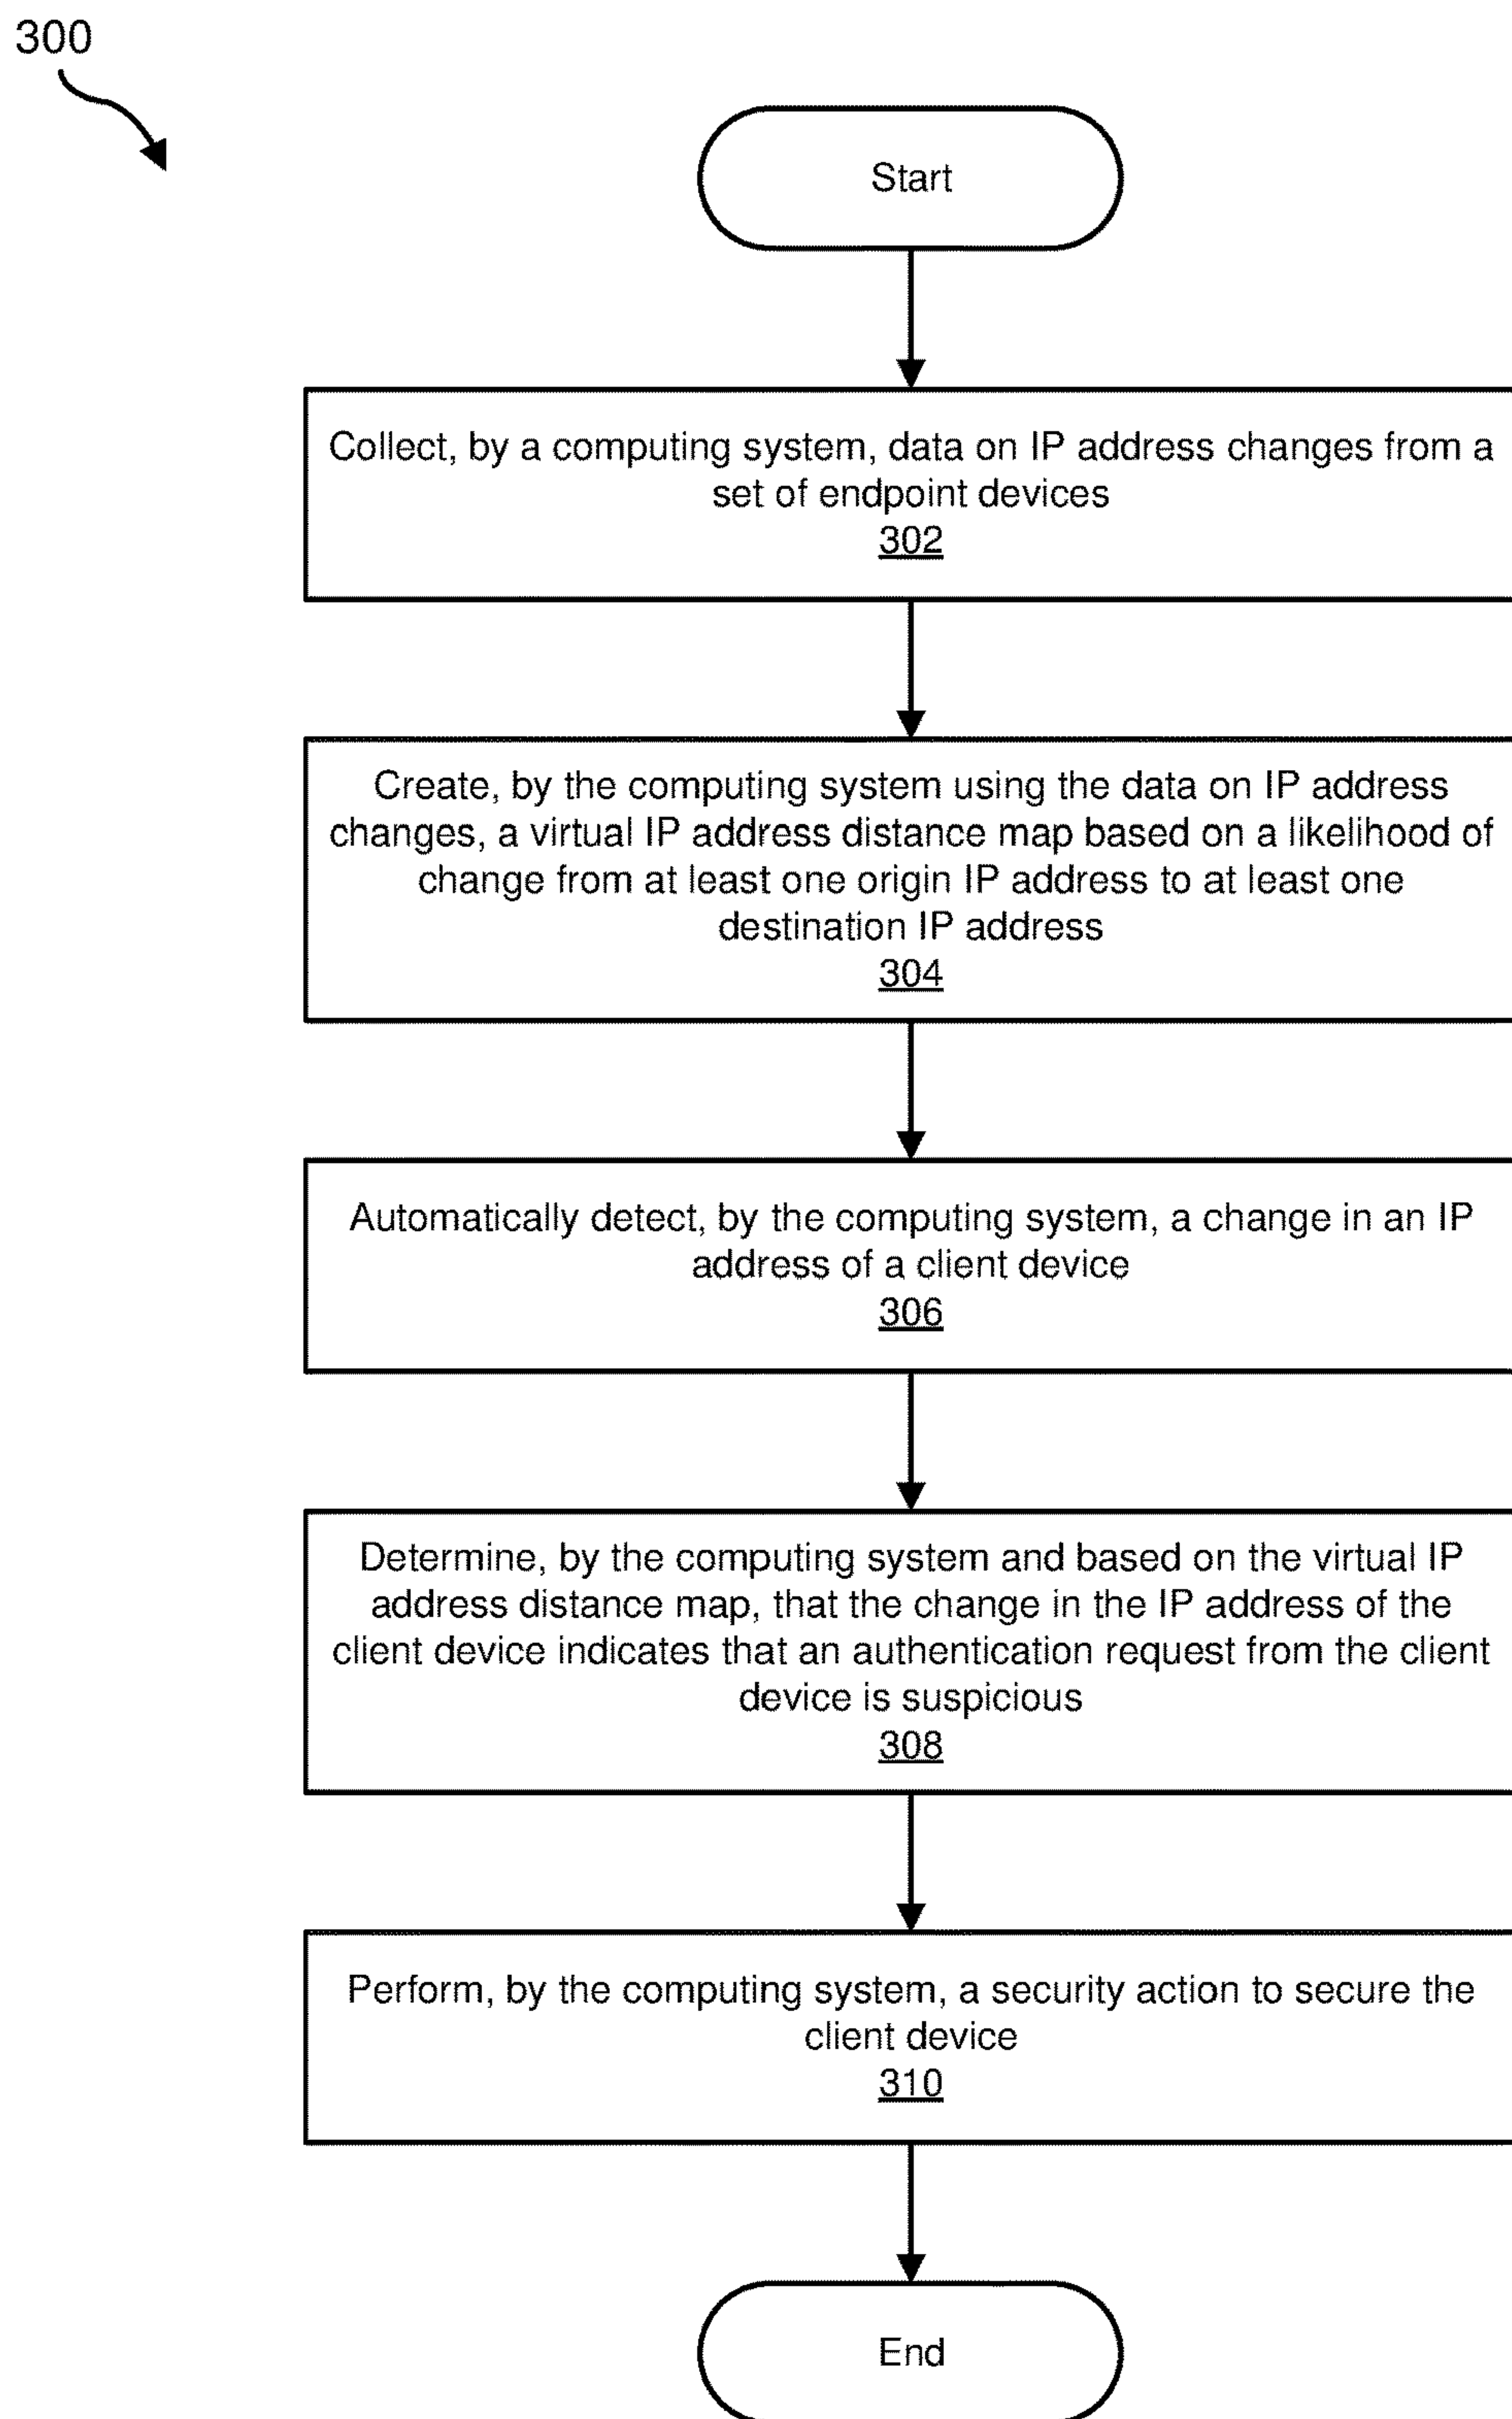 300
Start
Collect, by a computing system, data on IP address changes from a
set of endpoint devices
302
Create, by the computing system using the data on IP address
changes, a virtual IP address distance map based on a likelihood of
change from at least one origin IP address to at least one
destination IP address
304
Automatically detect, by the computing system, a change in an IP
address of a client device
306
Determine, by the computing system and based on the virtual IP
address distance map, that the change in the IP address of the
client device indicates that an authentication request from the client
device is suspicious
308
Perform, by the computing system, a security action to secure the
client device
310
End